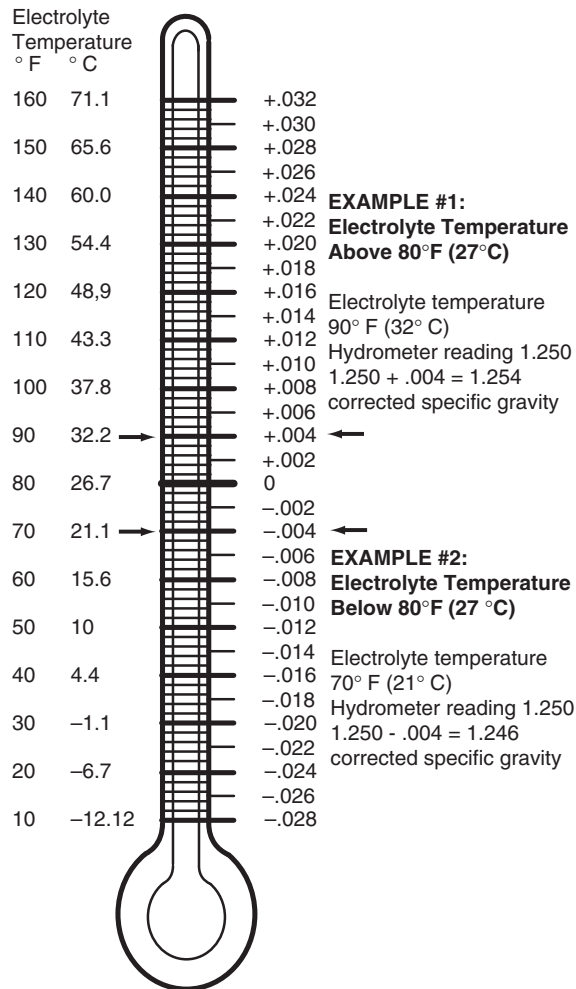 Electrolyte
Temperature
° F ° C
160 71.1 +.032
+.030
150 65.6 +.028
+.026
140 60.0 +.024
+.022
130 54.4 +.020
+.018
120 48,9 +.016
+.014
110 43.3 +.012
+.010
100 37.8 +.008
+.006
90 32.2 +.004
+.002
80 26.7 0
–.002
70 21.1 –.004
–.006
60 15.6 –.008
–.010
50 10 –.012
–.014
40 4.4 –.016
–.018
30 –1.1 –.020
–.022
20 –6.7 –.024
–.026
10 –12.12 –.028
EXAMPLE #1:
Electrolyte Temperature
Above 80°F (27°C)
Electrolyte temperature
90° F (32° C)
Hydrometer reading 1.250
1.250 + .004 = 1.254
corrected specific gravity
EXAMPLE #2:
Electrolyte Temperature
Below 80°F (27 °C)
Electrolyte temperature
70° F (21° C)
Hydrometer reading 1.250
1.250 - .004 = 1.246
corrected specific gravity